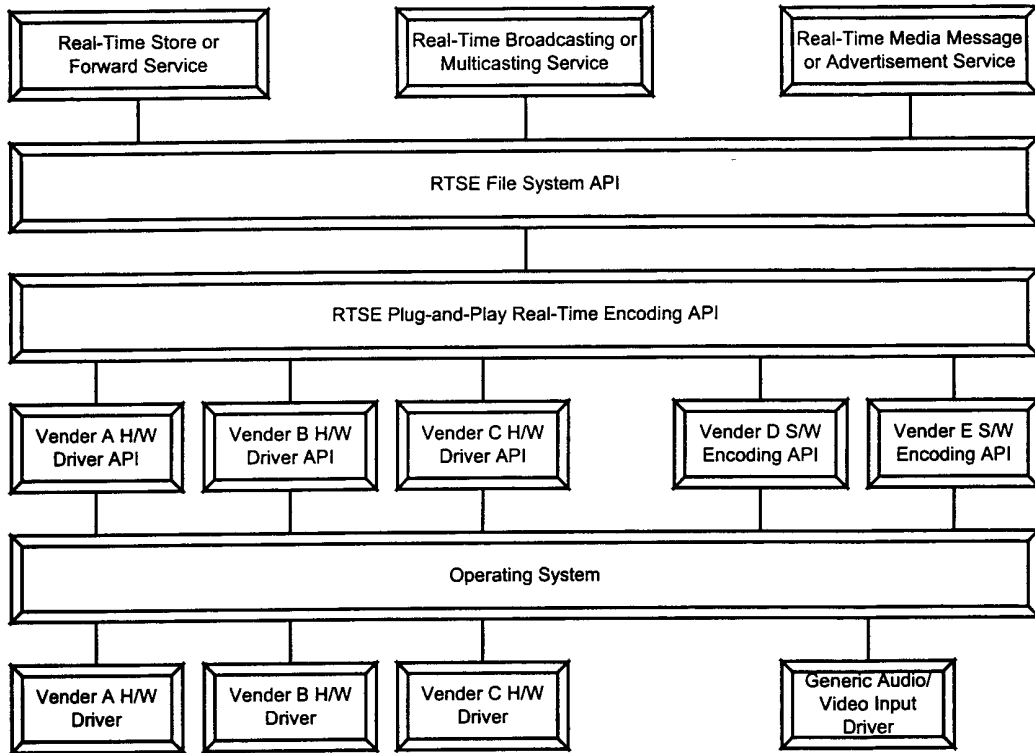 Real-Time Store or
Forward Service
Real-Time Broadcasting or
Multicasting Service
Real-Time Media Message
or Advertisement Service
RTSE File System API
RTSE Plug-and-Play Real-Time Encoding API
Vender A H/W
Driver API
Vender B H/W
Driver API
Vender C H/W
Driver API
Vender D S/W
Encoding API
Vender E S/W
Encoding API
Operating System
Vender A H/W
Driver
Vender B H/W
Driver
Vender C H/W
Driver
Generic Audio/
Video Input
Driver